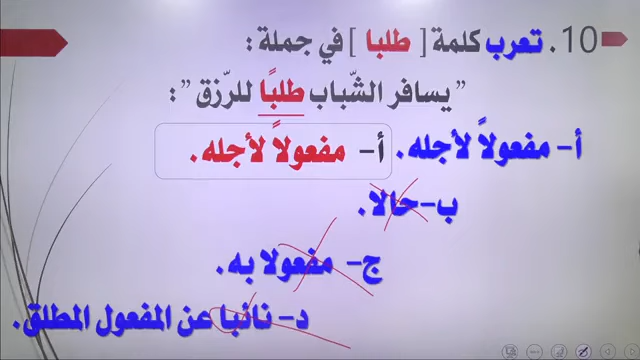 10. تعرب كلمة [ طلبا ] في جملة :
" يسافر الشّباب طلبًا للرّزق " :
أ- مفعولاً لأجله.
أ- مفعولاً لأجله.
ب- حالا.
ج- مفعولا به.
د- نائبا عن المفعول المطلق.